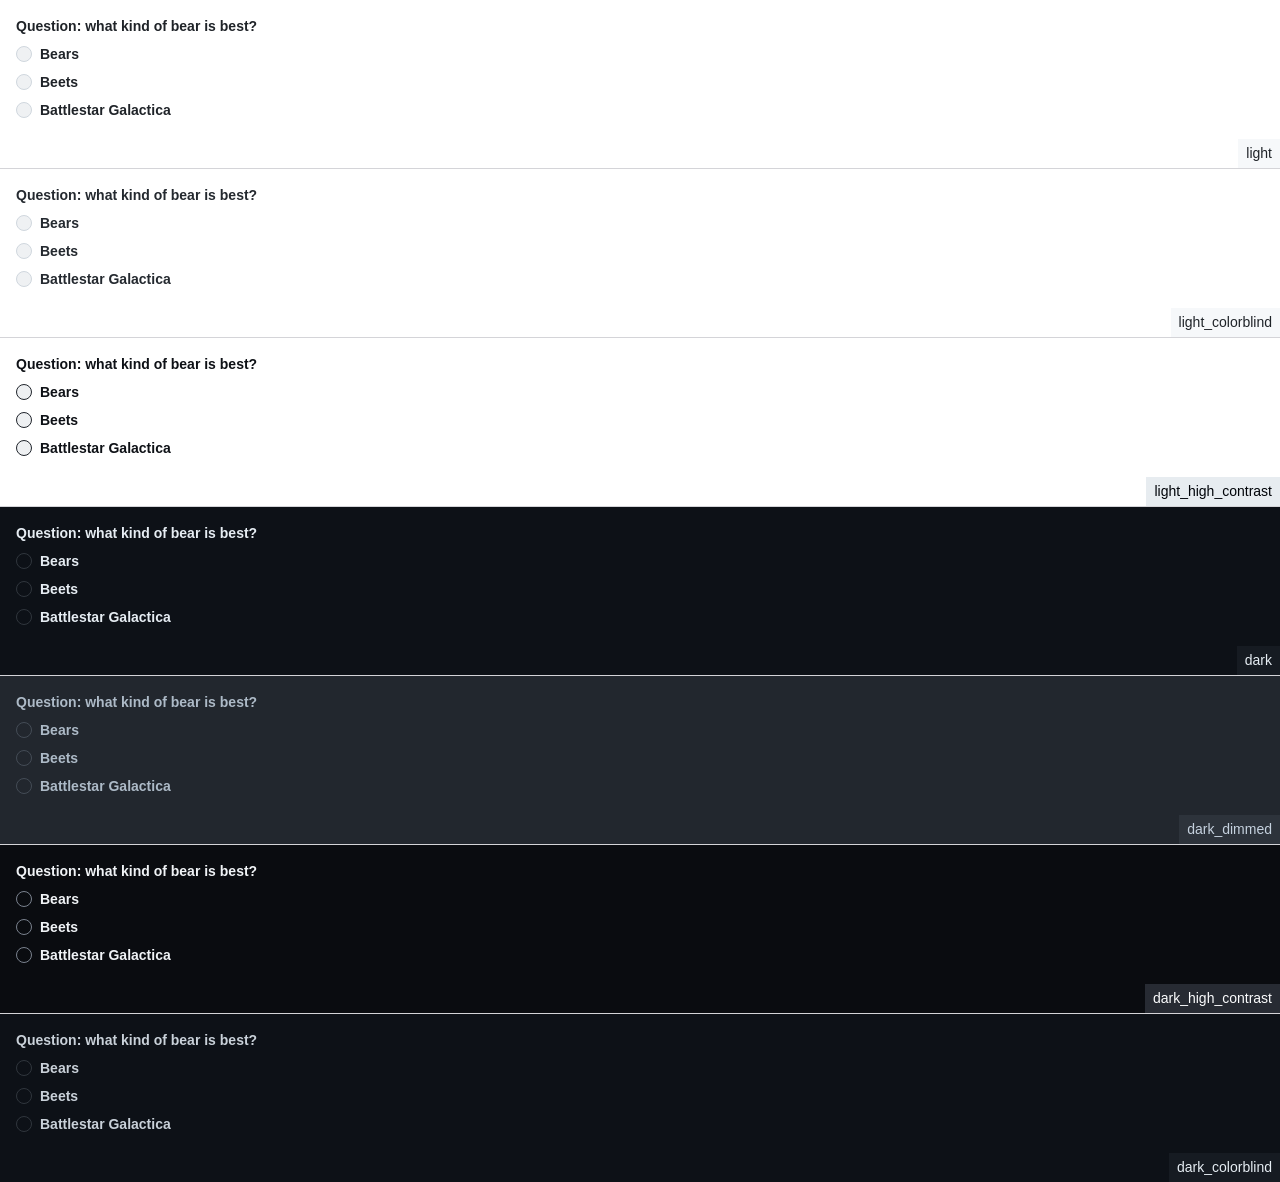 Question: what kind of bear is best?
Bears
Beets
Battlestar Galactica
light
Question: what kind of bear is best?
Bears
Beets
Battlestar Galactica
light_colorblind
Question: what kind of bear is best?
Bears
Beets
Battlestar Galactica
light_high_contrast
Question: what kind of bear is best?
Bears
Beets
Battlestar Galactica
dark
Question: what kind of bear is best?
Bears
Beets
Battlestar Galactica
dark_dimmed
Question: what kind of bear is best?
Bears
Beets
Battlestar Galactica
dark_high_contrast
Question: what kind of bear is best?
Bears
Beets
Battlestar Galactica
dark_colorblind